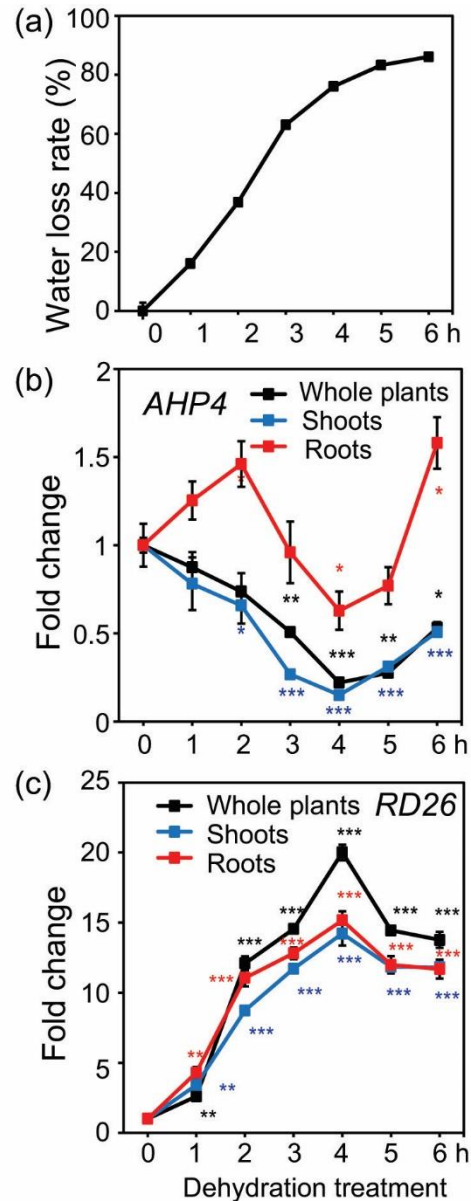 (a)
100
80
60
40
20
0
Water loss rate (%)
0 1 2 3 4 5 6 h
(b)
2
1.5
1
0.5
0
Fold change
AHP4
Whole plants
Shoots
Roots
*
*
*
** *** ** *
* *** *** *** ***
0 1 2 3 4 5 6 h
(c)
25
20
15
10
5
0
Fold change
Whole plants
RD26
Shoots
Roots
** *** *** *** *** ***
** *** *** *** *** ***
** *** *** *** *** ***
0 1 2 3 4 5 6 h
Dehydration treatment